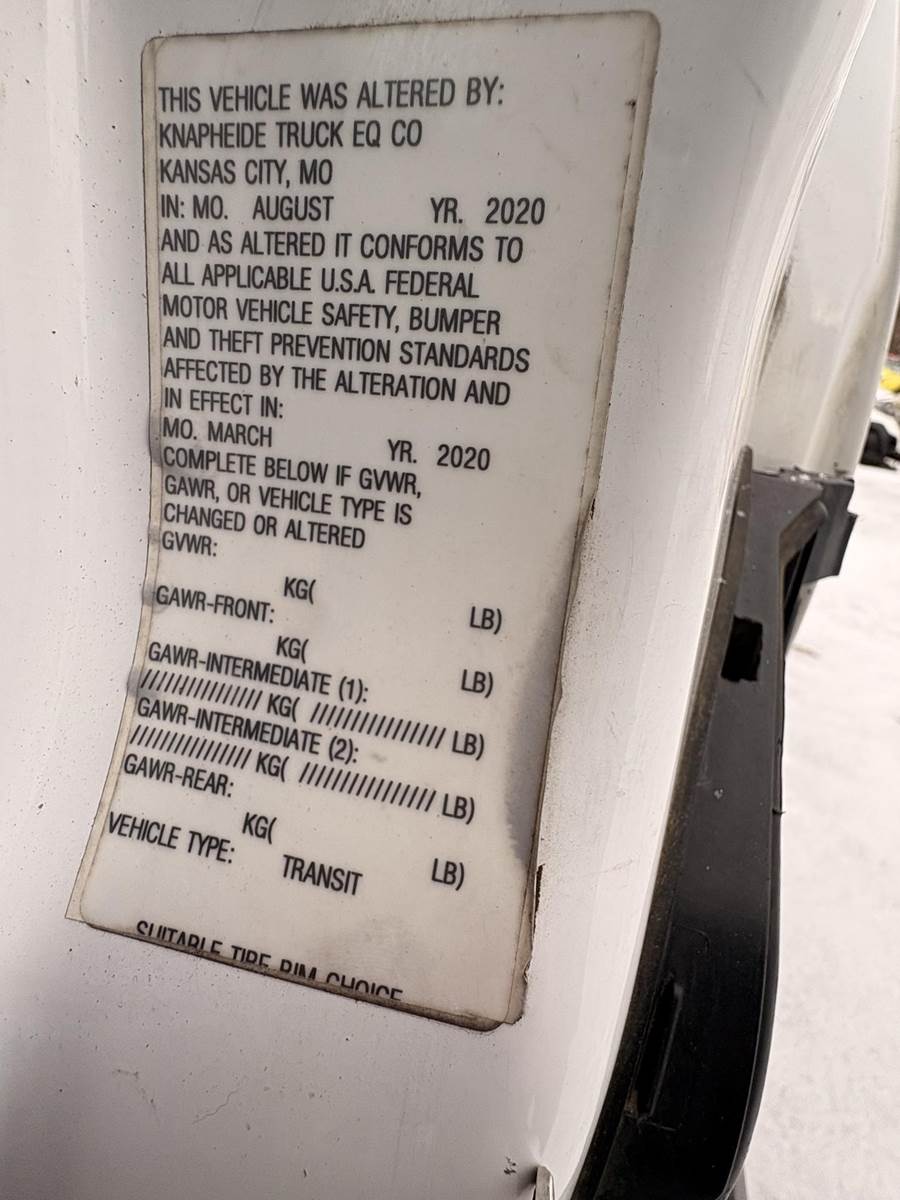 THIS VEHICLE WAS ALTERED BY:
KNAPHEIDE TRUCK EQ CO
KANSAS CITY, MO
IN: MO. AUGUST YR. 2020
AND AS ALTERED IT CONFORMS TO
ALL APPLICABLE U.S.A. FEDERAL
MOTOR VEHICLE SAFETY, BUMPER
AND THEFT PREVENTION STANDARDS
AFFECTED BY THE ALTERATION AND
IN EFFECT IN:
MO. MARCH YR. 2020
COMPLETE BELOW IF GVWR,
GAWR, OR VEHICLE TYPE IS
CHANGED OR ALTERED
GVWR:
KG( LB)
GAWR-FRONT:
KG( LB)
GAWR-INTERMEDIATE (1):
/////////////// KG( ///////////////// LB)
GAWR-INTERMEDIATE (2):
/////////////// KG( ///////////////// LB)
GAWR-REAR:
KG( LB)
VEHICLE TYPE: TRANSIT
SUITABLE TIRE RIM CHOICE